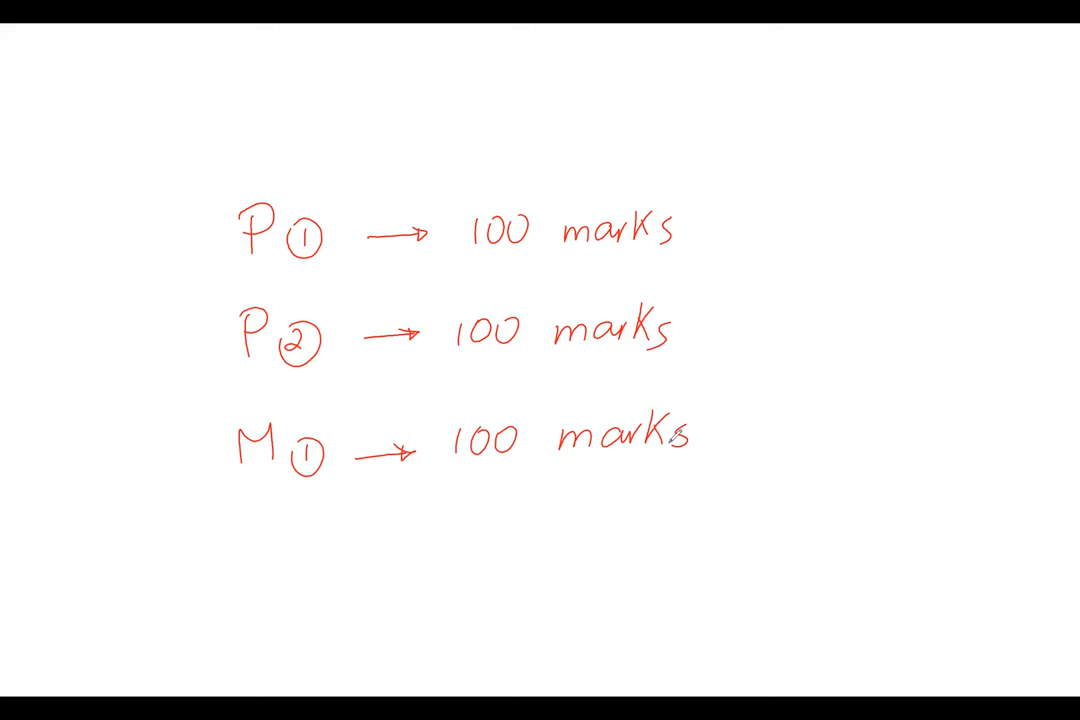 P① → 100 marks
P② → 100 marks
M① → 100 marks